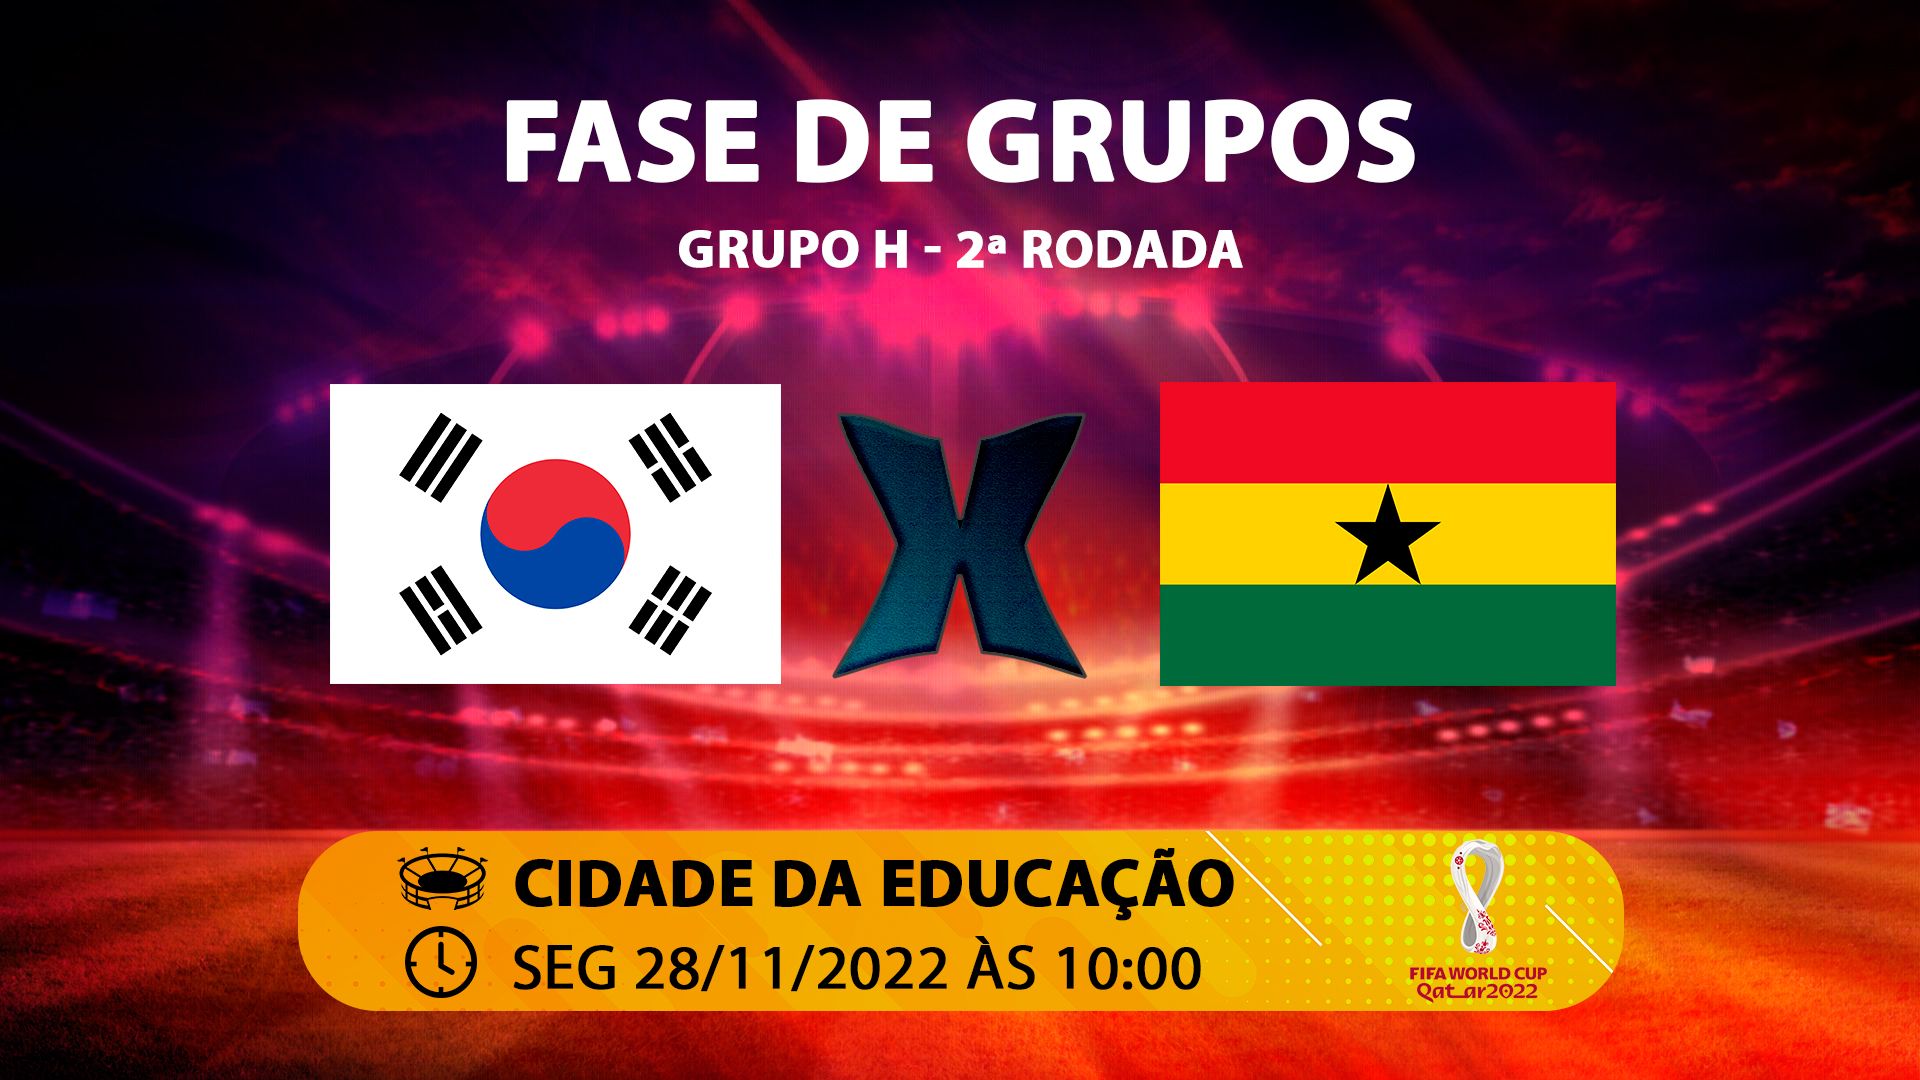 FASE DE GRUPOS
GRUPO H - 2ª RODADA
X
CIDADE DA EDUCAÇÃO
SEG 28/11/2022 ÀS 10:00
FIFA WORLD CUP
Qatar2022